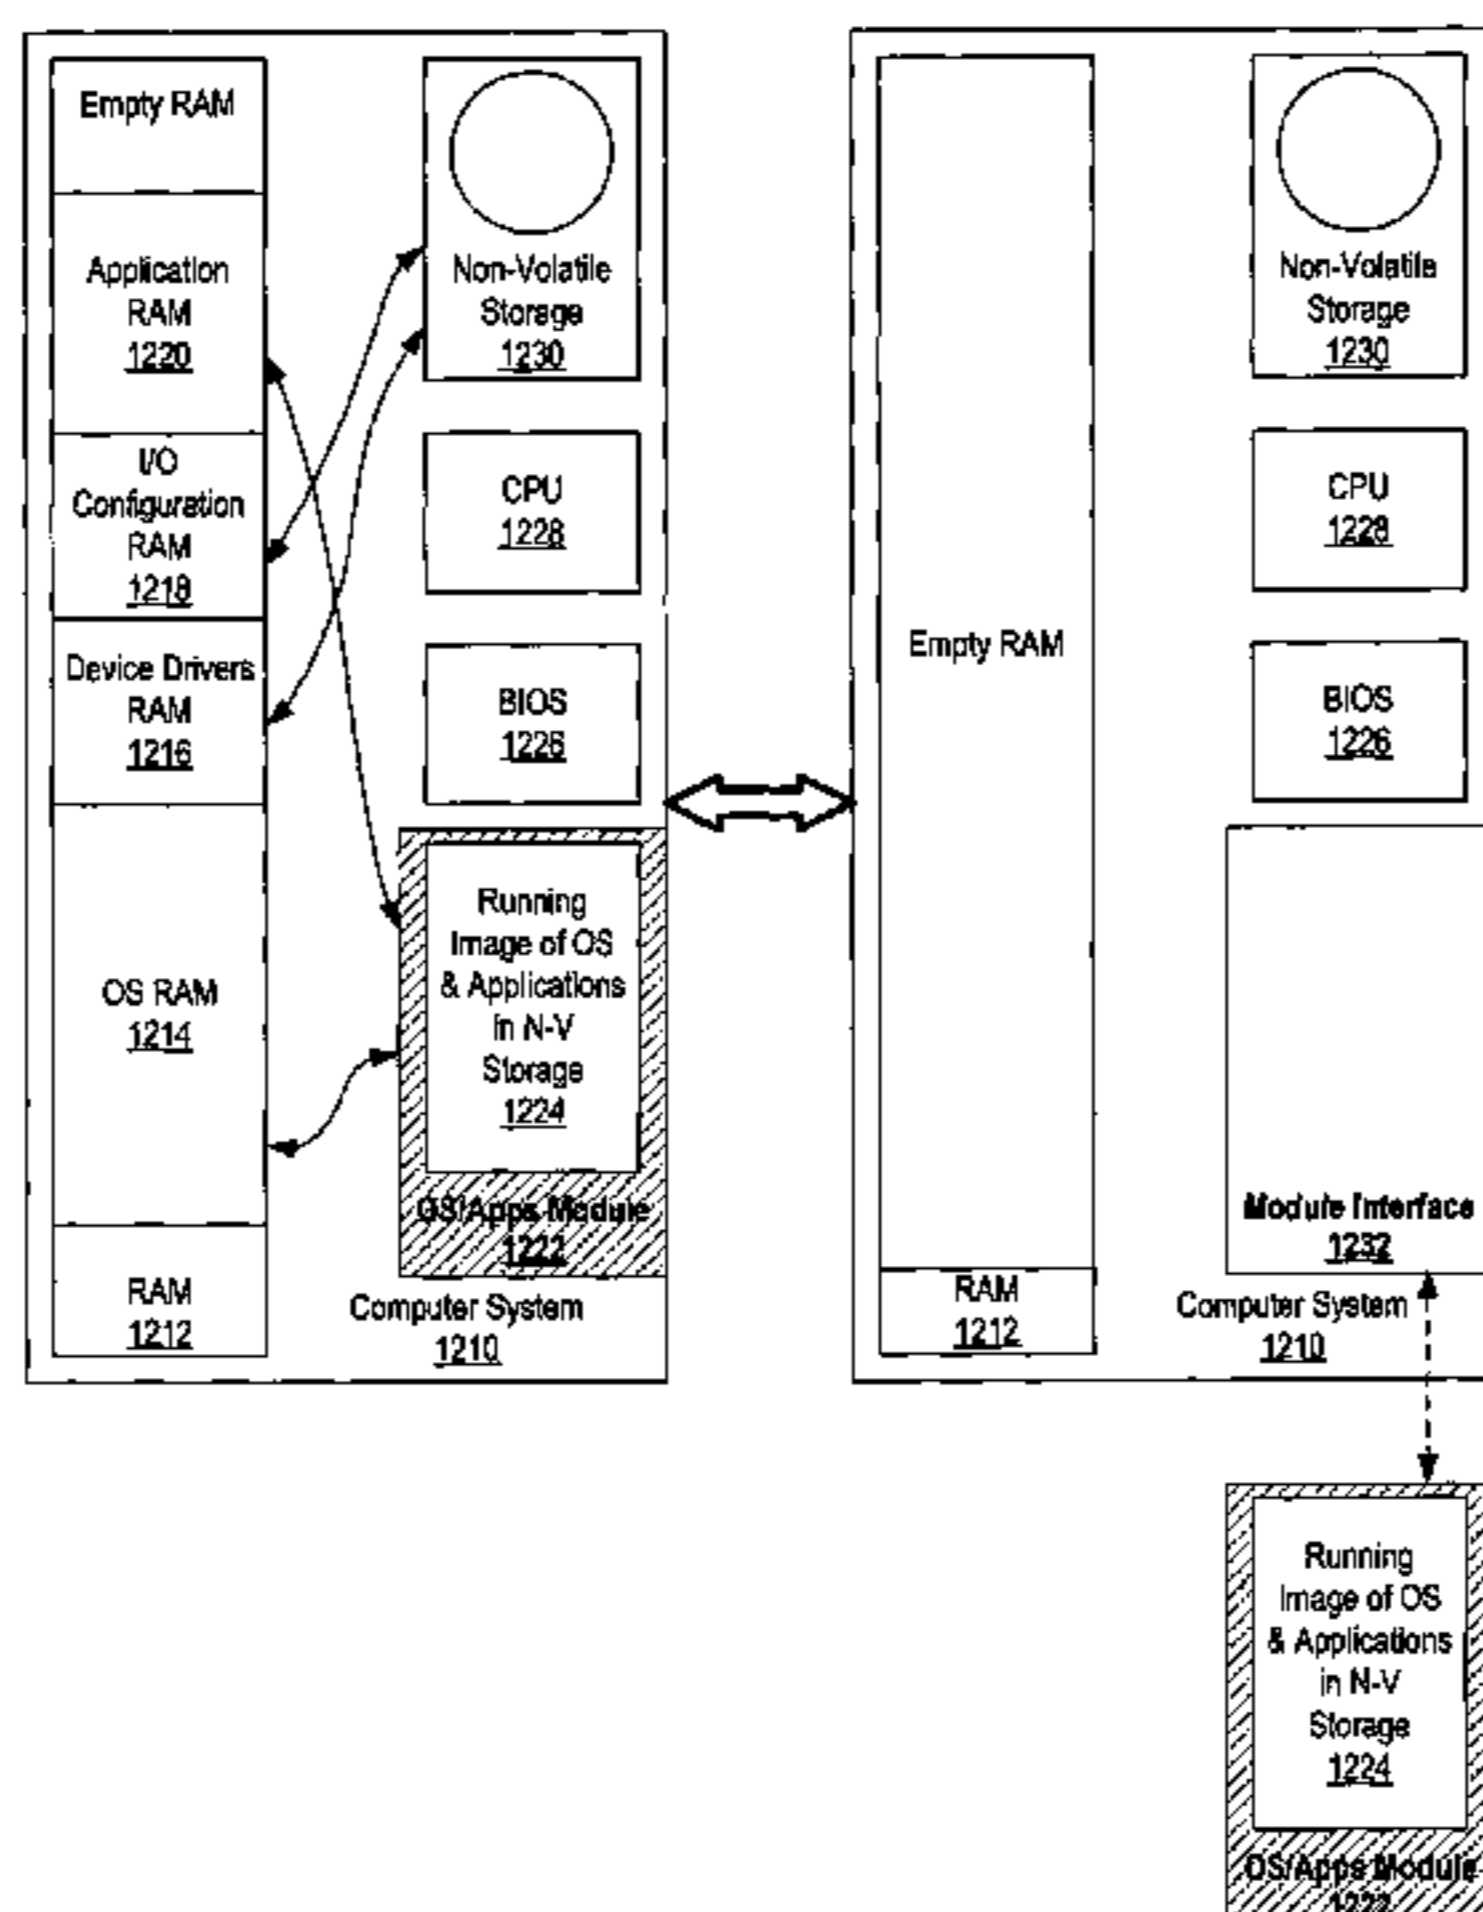 Empty RAM
Application
RAM
1220
I/O
Configuration
RAM
1218
Device Drivers
RAM
1216
OS RAM
1214
RAM
1212
Non-Volatile
Storage
1230
CPU
1228
BIOS
1226
Running
Image of OS
& Applications
in N-V
Storage
1224
OS/Apps Module
1222
Computer System
1210
Empty RAM
RAM
1212
Non-Volatile
Storage
1230
CPU
1228
BIOS
1226
Module Interface
1232
Computer System
1210
Running
Image of OS
& Applications
in N-V
Storage
1224
OS/Apps Module
1222